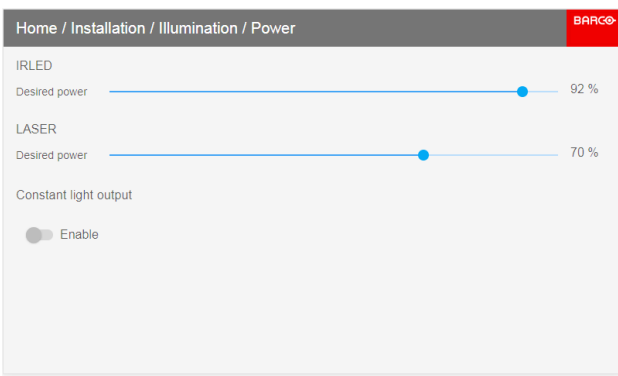 Home / Installation / Illumination / Power
BARCO
IRLED
Desired power 92 %
LASER
Desired power 70 %
Constant light output
Enable